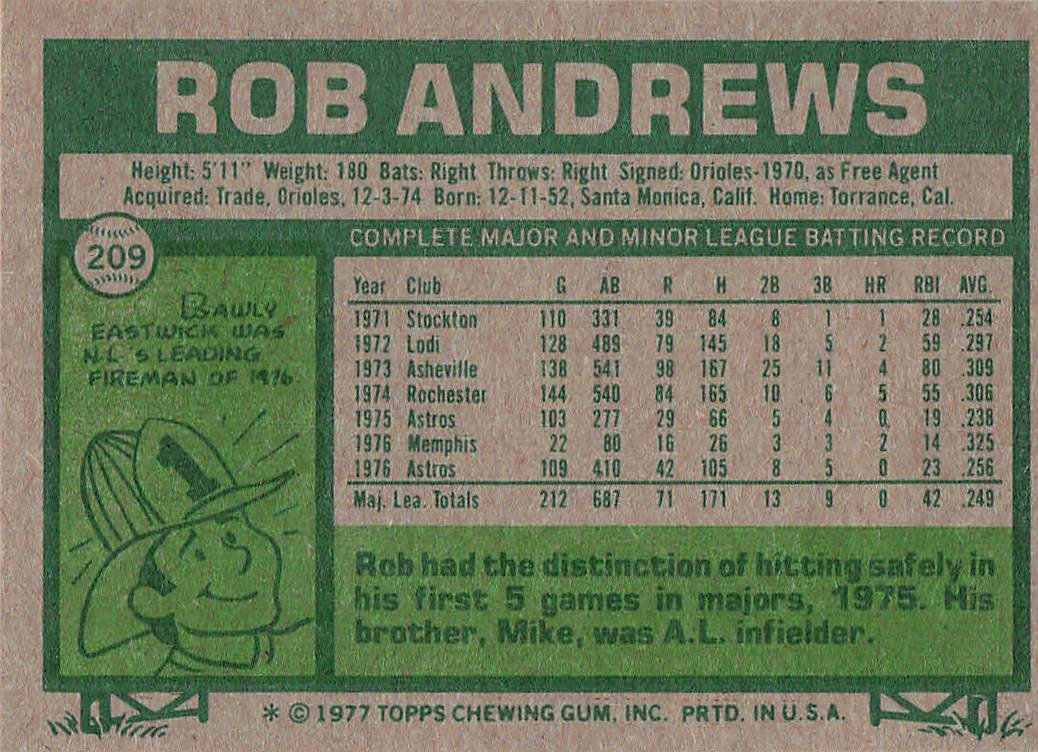 ROB ANDREWS
Height: 5'11" Weight: 180 Bats: Right Throws: Right Signed: Orioles-1970, as Free Agent
Acquired: Trade, Orioles, 12-3-74 Born: 12-11-52, Santa Monica, Calif. Home: Torrance, Cal.
209
BAWLY
EASTWICK WAS
N.L.'S LEADING
FIREMAN OF 1976
1
COMPLETE MAJOR AND MINOR LEAGUE BATTING RECORD
Year Club G AB R H 2B 3B HR RBI AVG.
1971 Stockton 110 331 39 84 8 1 1 28 .254
1972 Lodi 128 489 79 145 18 5 2 59 .297
1973 Asheville 138 541 98 167 25 11 4 80 .309
1974 Rochester 144 540 84 165 10 6 5 55 .306
1975 Astros 103 277 29 66 5 4 0 19 .238
1976 Memphis 22 80 16 26 3 3 2 14 .325
1976 Astros 109 410 42 105 8 5 0 23 .256
Maj. Lea. Totals 212 687 71 171 13 9 0 42 .249
Rob had the distinction of hitting safely in
his first 5 games in majors, 1975. His
brother, Mike, was A.L. infielder.
* © 1977 TOPPS CHEWING GUM, INC. PRTD. IN U.S.A.